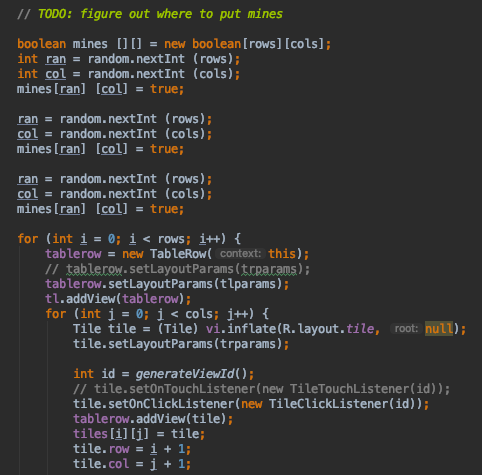 // TODO: figure out where to put mines
boolean mines [][] = new boolean[rows][cols];
int ran = random.nextInt (rows);
int col = random.nextInt (cols);
mines[ran] [col] = true;
ran = random.nextInt (rows);
col = random.nextInt (cols);
mines[ran] [col] = true;
ran = random.nextInt (rows);
col = random.nextInt (cols);
mines[ran] [col] = true;
for (int i = 0; i < rows; i++) {
tablerow = new TableRow( context: this);
// tablerow.setLayoutParams(trparams);
tablerow.setLayoutParams(tlparams);
tl.addView(tablerow);
for (int j = 0; j < cols; j++) {
Tile tile = (Tile) vi.inflate(R.layout.tile, root: null);
tile.setLayoutParams(trparams);
int id = generateViewId();
// tile.setOnTouchListener(new TileTouchListener(id));
tile.setOnClickListener(new TileClickListener(id));
tablerow.addView(tile);
tiles[i][j] = tile;
tile.row = i + 1;
tile.col = j + 1;